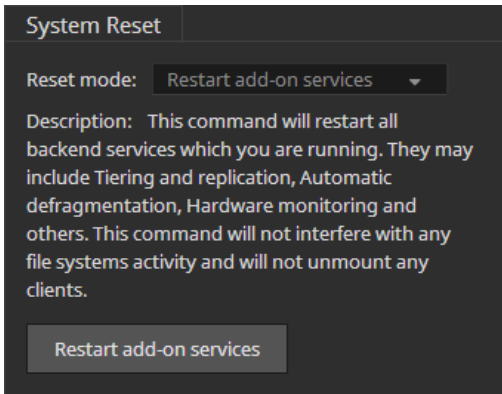 System Reset
Reset mode: Restart add-on services
Description: This command will restart all
backend services which you are running. They may
include Tiering and replication, Automatic
defragmentation, Hardware monitoring and
others. This command will not interfere with any
file systems activity and will not unmount any
clients.
Restart add-on services